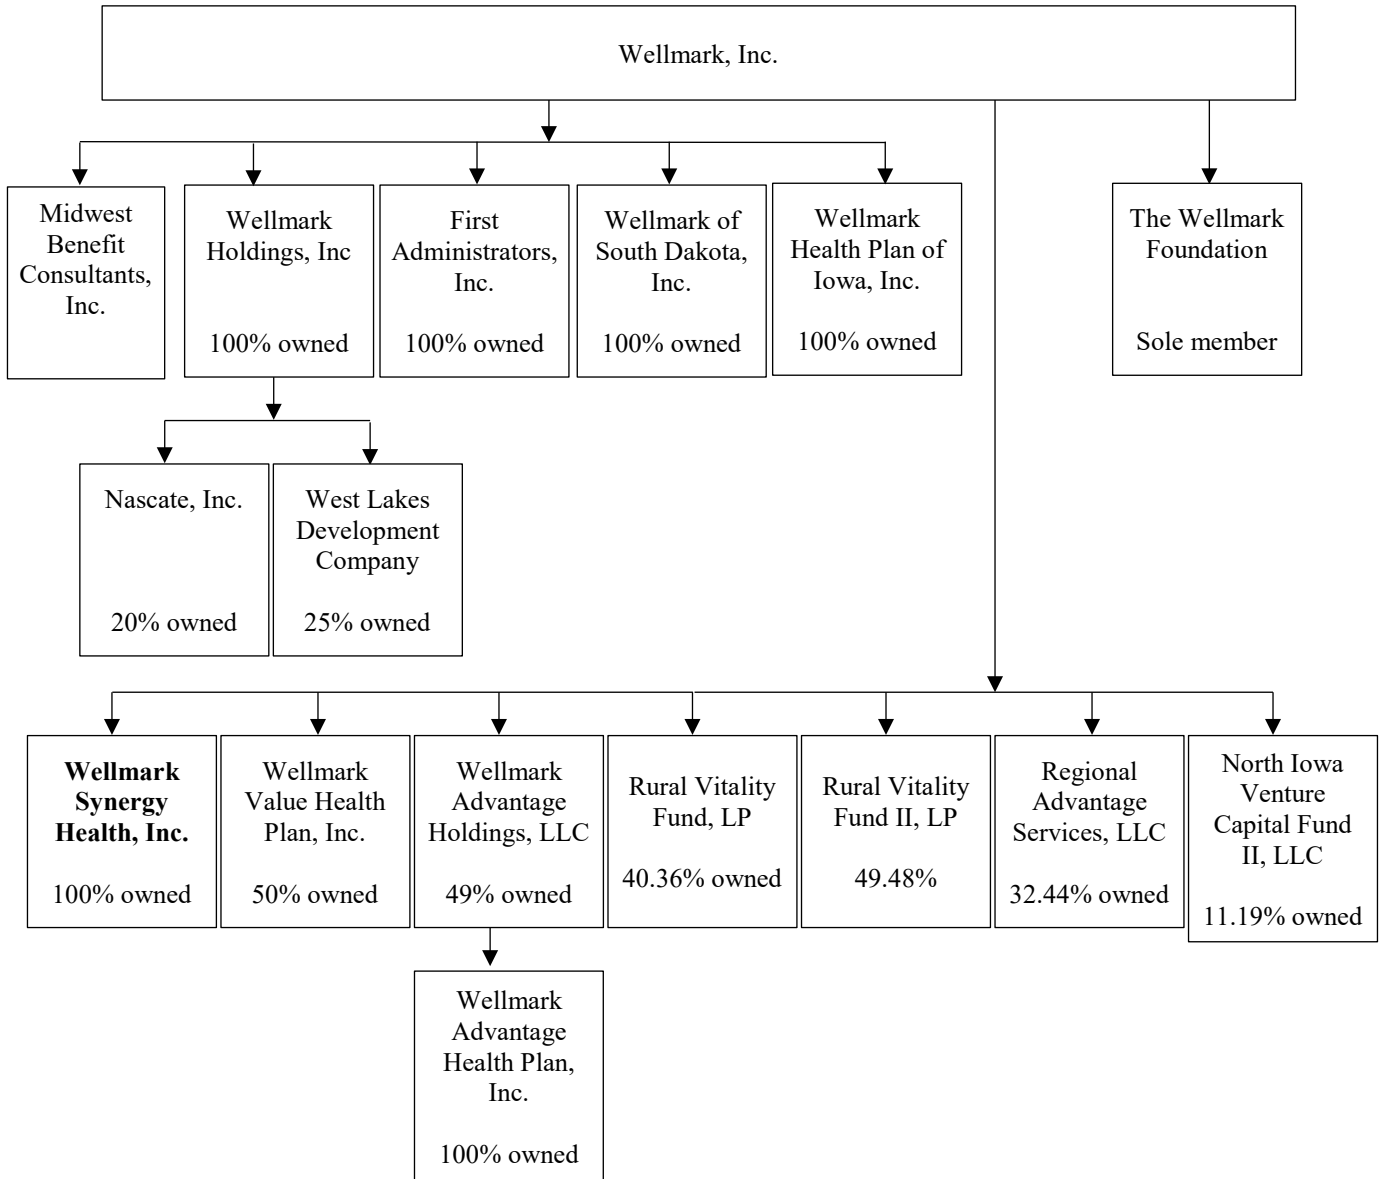 Wellmark, Inc.
Midwest
Benefit
Consultants,
Inc.
Wellmark
Holdings, Inc
100% owned
First
Administrators,
Inc.
100% owned
Wellmark of
South Dakota,
Inc.
100% owned
Wellmark
Health Plan of
Iowa, Inc.
100% owned
The Wellmark
Foundation
Sole member
Nascate, Inc.
20% owned
West Lakes
Development
Company
25% owned
Wellmark
Synergy
Health, Inc.
100% owned
Wellmark
Value Health
Plan, Inc.
50% owned
Wellmark
Advantage
Holdings, LLC
49% owned
Rural Vitality
Fund, LP
40.36% owned
Rural Vitality
Fund II, LP
49.48%
Regional
Advantage
Services, LLC
32.44% owned
North Iowa
Venture
Capital Fund
II, LLC
11.19% owned
Wellmark
Advantage
Health Plan,
Inc.
100% owned